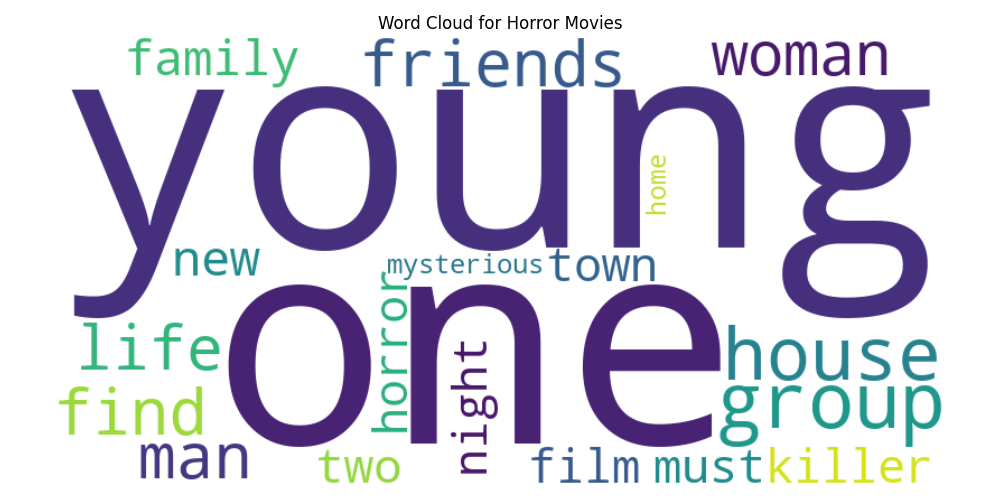 Word Cloud for Horror Movies
family
friends
woman
young
home
new
mysterious
town
one
horror
life
night
house
find
group
man
two
film
must
killer